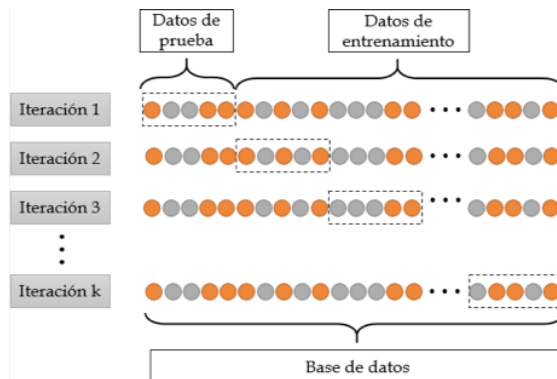 Datos de
prueba
Datos de
entrenamiento
Iteración 1
Iteración 2
Iteración 3
Iteración k
Base de datos